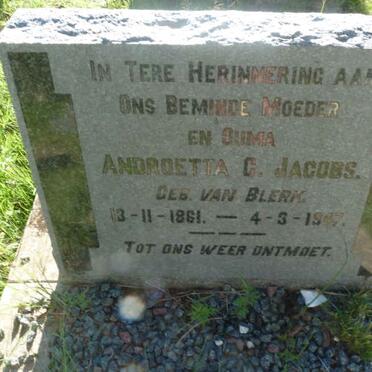 IN TERE HERINNERING AAN
ONS BEMINDE MOEDER
EN OUMA
ANDROETTA C. JACOBS.
GEB. VAN BLERK.
13-11-1861. — 4-3-1947.
TOT ONS WEER ONTMOET.